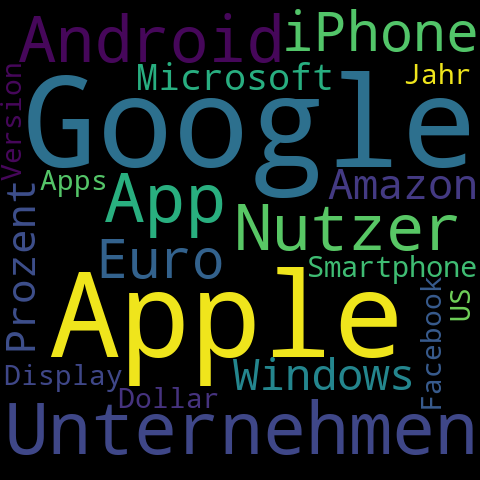 Android
iPhone
Microsoft
Jahr
Version
Google
Apps
App
Amazon
Prozent
Nutzer
Euro
Smartphone
Apple
Facebook
US
Display
Windows
Dollar
Unternehmen